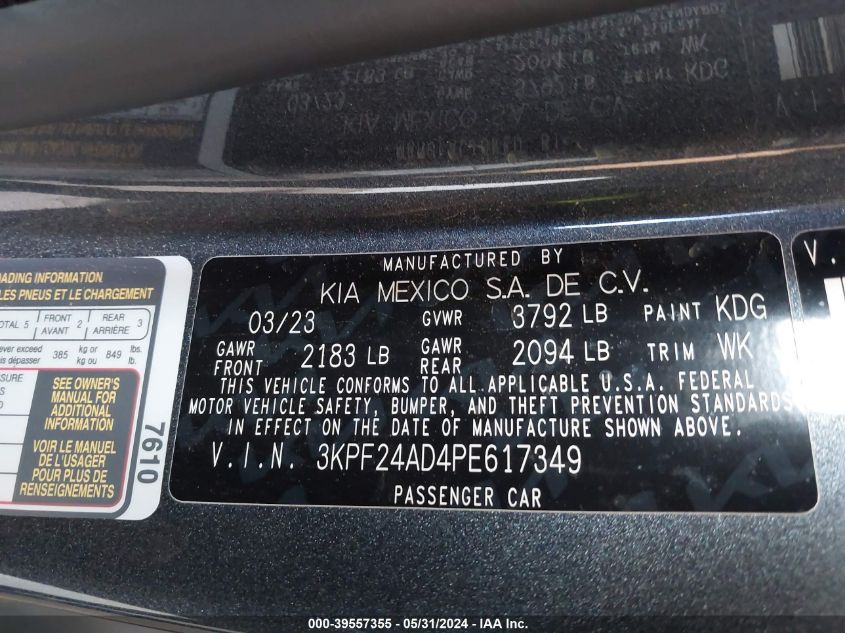 MANUFACTURED BY
KIA MEXICO S.A. DE C.V.
03/23 GVWR 3792 LB PAINT KDG
GAWR FRONT 2183 LB GAWR REAR 2094 LB TRIM WK
THIS VEHICLE CONFORMS TO ALL APPLICABLE U.S.A. FEDERAL
MOTOR VEHICLE SAFETY, BUMPER, AND THEFT PREVENTION STANDARDS
IN EFFECT ON THE DATE OF MANUFACTURE SHOWN ABOVE.
V.I.N. 3KPF24AD4PE617349
PASSENGER CAR
INFORMATION
LES PNEUS ET LE CHARGEMENT
TOTAL 5 FRONT AVANT 2 REAR ARRIÈRE 3
never exceed
dépasser 385 kg or kg ou 849 lbs. lb.
SEE OWNER'S
MANUAL FOR
ADDITIONAL
INFORMATION
VOIR LE MANUEL
DE L'USAGER
POUR PLUS DE
RENSEIGNEMENTS
7610
V.
000-39557355 - 05/31/2024 - IAA Inc.